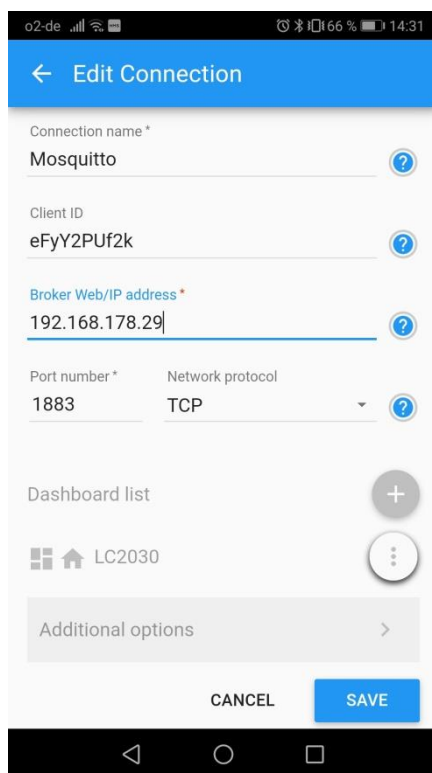 o2-de 66 % 14:31
Edit Connection
Connection name *
Mosquitto
Client ID
eFyY2PUf2k
Broker Web/IP address *
192.168.178.29
Port number * Network protocol
1883 TCP
Dashboard list
LC2030
Additional options
CANCEL SAVE